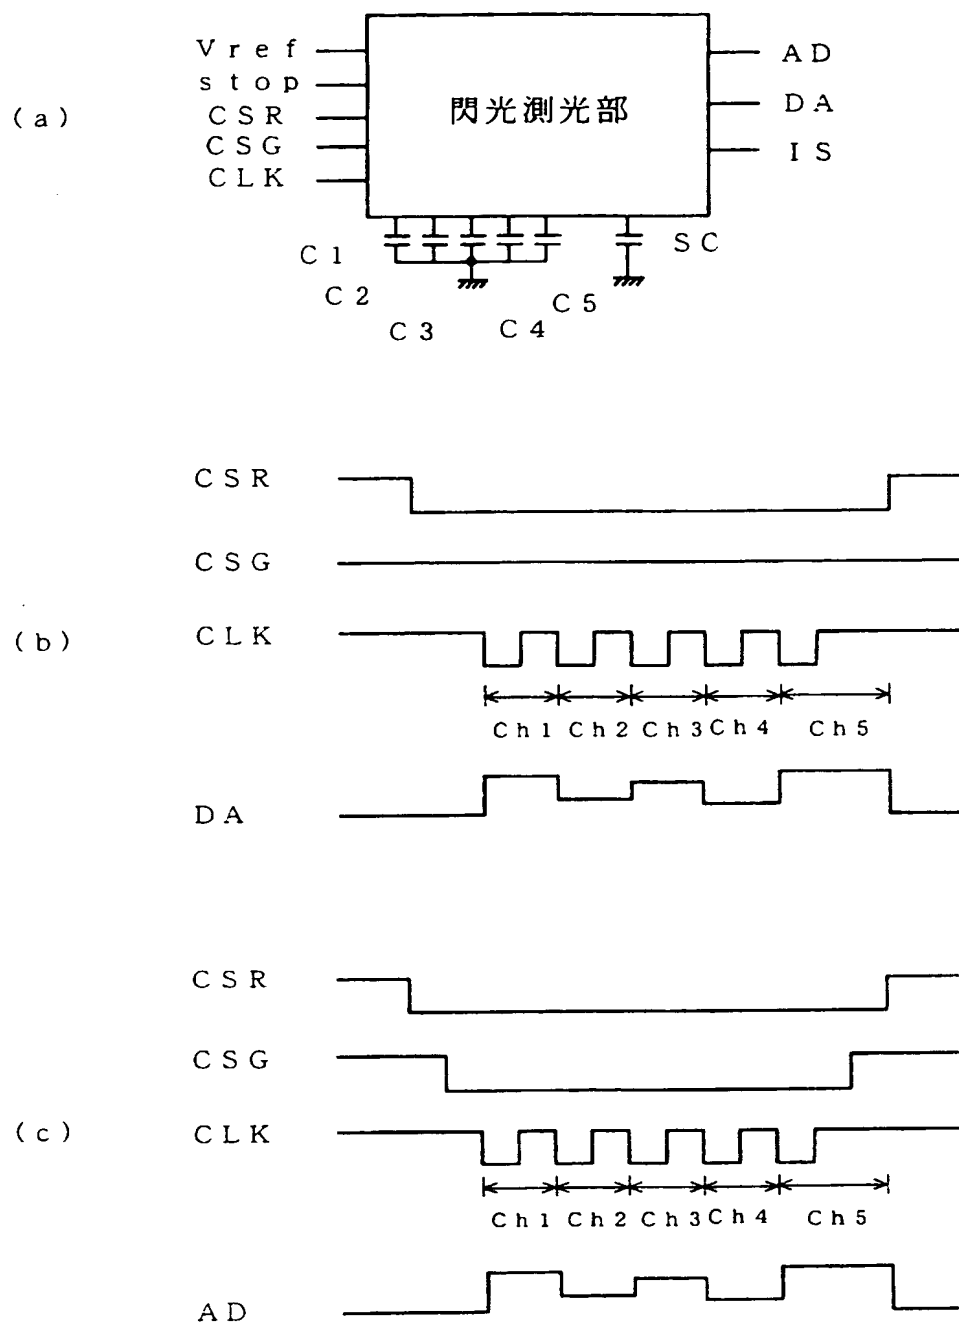 (a)
Vref
stop
CSR
CSG
CLK
閃光測光部
AD
DA
IS
C1
C2
C3
C4
C5
SC
(b)
CSR
CSG
CLK
Ch1 Ch2 Ch3 Ch4 Ch5
DA
(c)
CSR
CSG
CLK
Ch1 Ch2 Ch3 Ch4 Ch5
AD